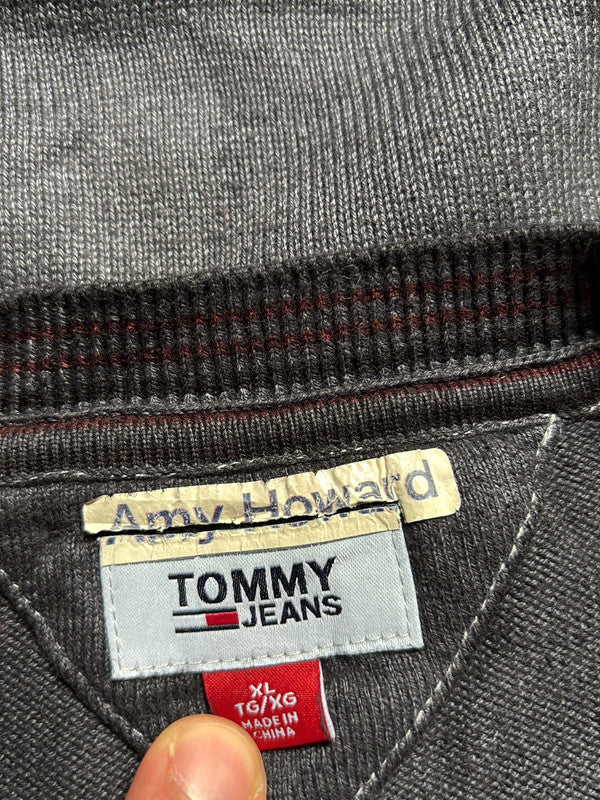 Amy Howard
TOMMY
JEANS
XL
TG/XG
MADE IN
CHINA